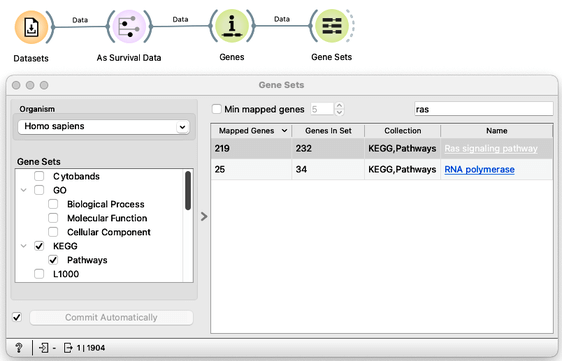 Data
Data
Data
Datasets
As Survival Data
Genes
Gene Sets
Gene Sets
Organism
Homo sapiens
Gene Sets
Cytobands
GO
Biological Process
Molecular Function
Cellular Component
KEGG
Pathways
L1000
Commit Automatically
Min mapped genes 5
ras
Mapped Genes Genes In Set Collection Name
219 232 KEGG,Pathways Ras signaling pathway
25 34 KEGG,Pathways RNA polymerase
? - 1 | 1904